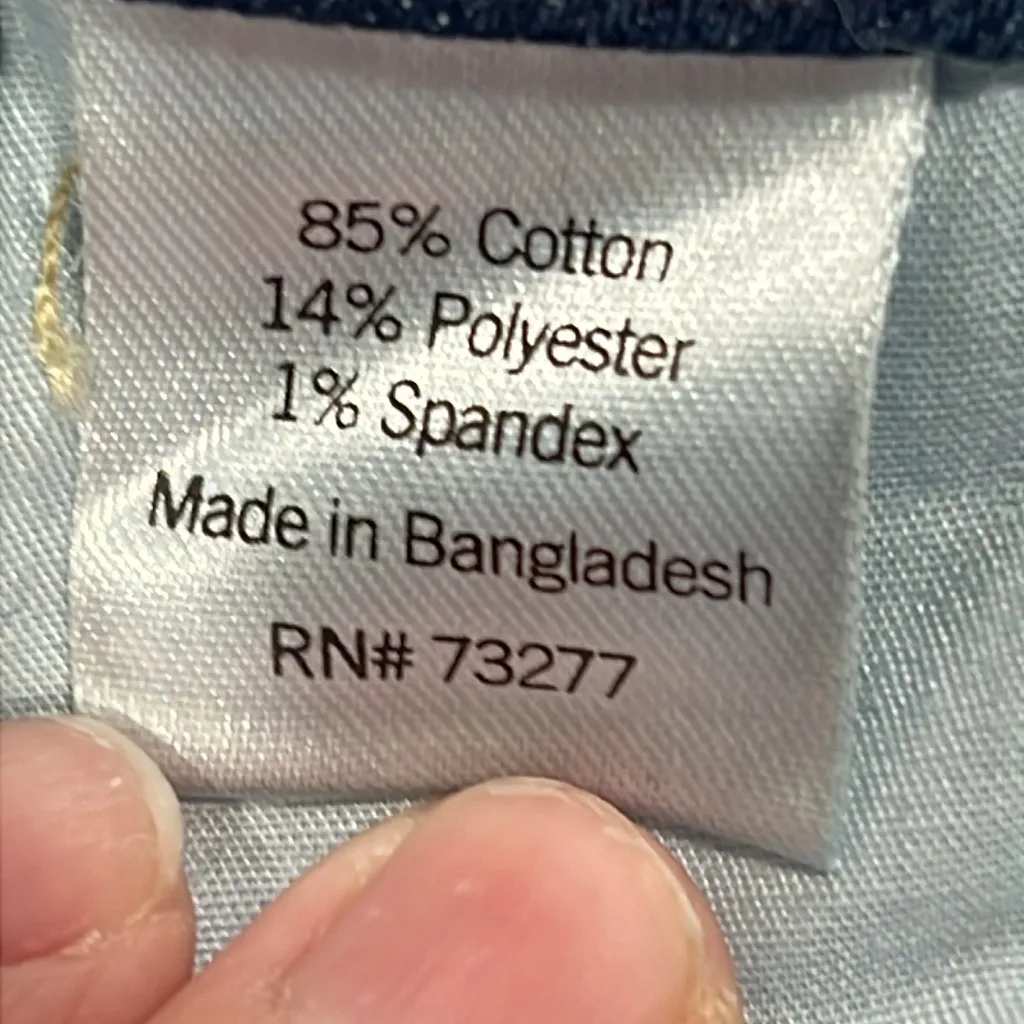 85% Cotton
14% Polyester
1% Spandex
Made in Bangladesh
RN# 73277